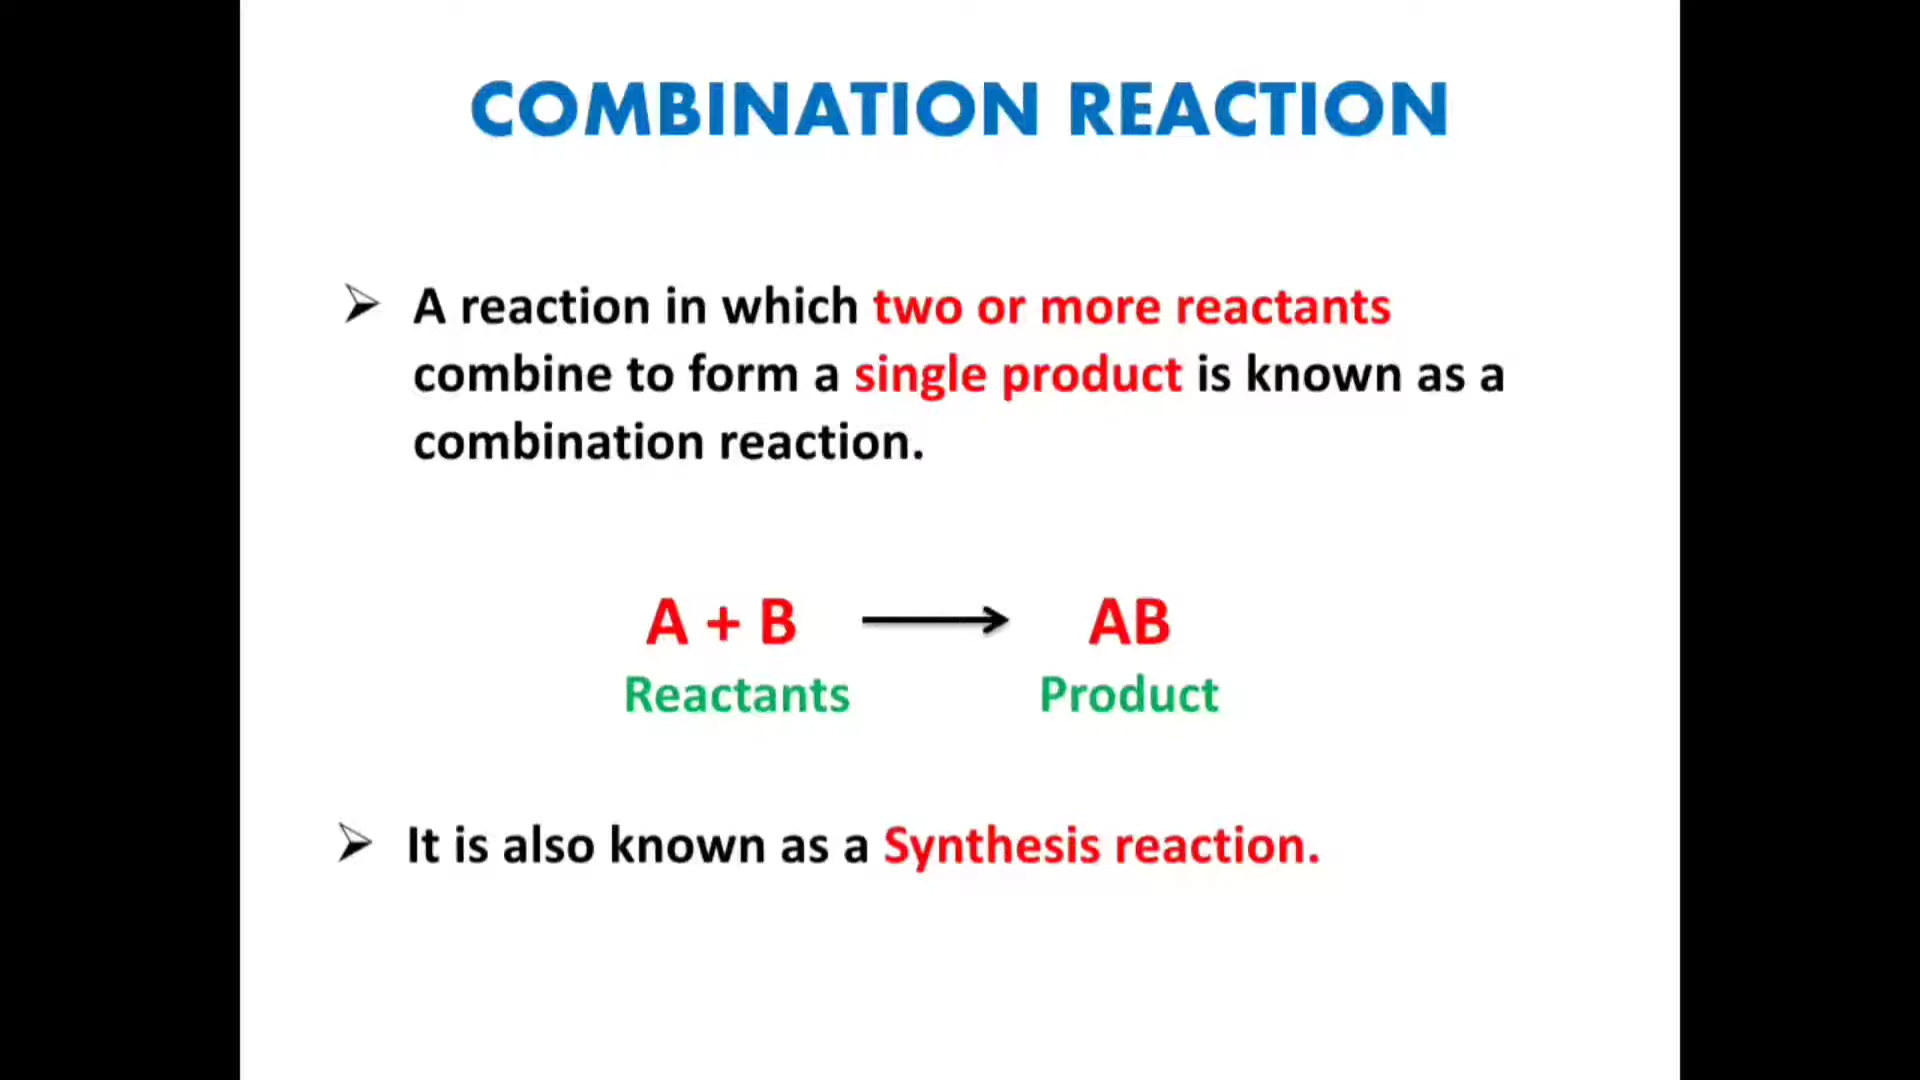 COMBINATION REACTION
➢ A reaction in which two or more reactants
combine to form a single product is known as a
combination reaction.
A + B ⟶ AB
Reactants Product
➢ It is also known as a Synthesis reaction.